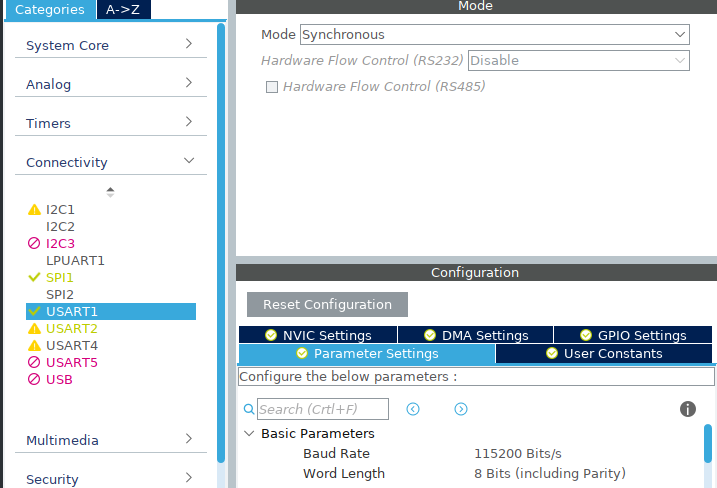 Categories
A->Z
System Core
Analog
Timers
Connectivity
I2C1
I2C2
I2C3
LPUART1
SPI1
SPI2
USART1
USART2
USART4
USART5
USB
Multimedia
Security
Mode
Mode Synchronous
Hardware Flow Control (RS232) Disable
Hardware Flow Control (RS485)
Configuration
Reset Configuration
NVIC Settings
DMA Settings
GPIO Settings
Parameter Settings
User Constants
Configure the below parameters :
Search (Crtl+F)
Basic Parameters
Baud Rate 115200 Bits/s
Word Length 8 Bits (including Parity)